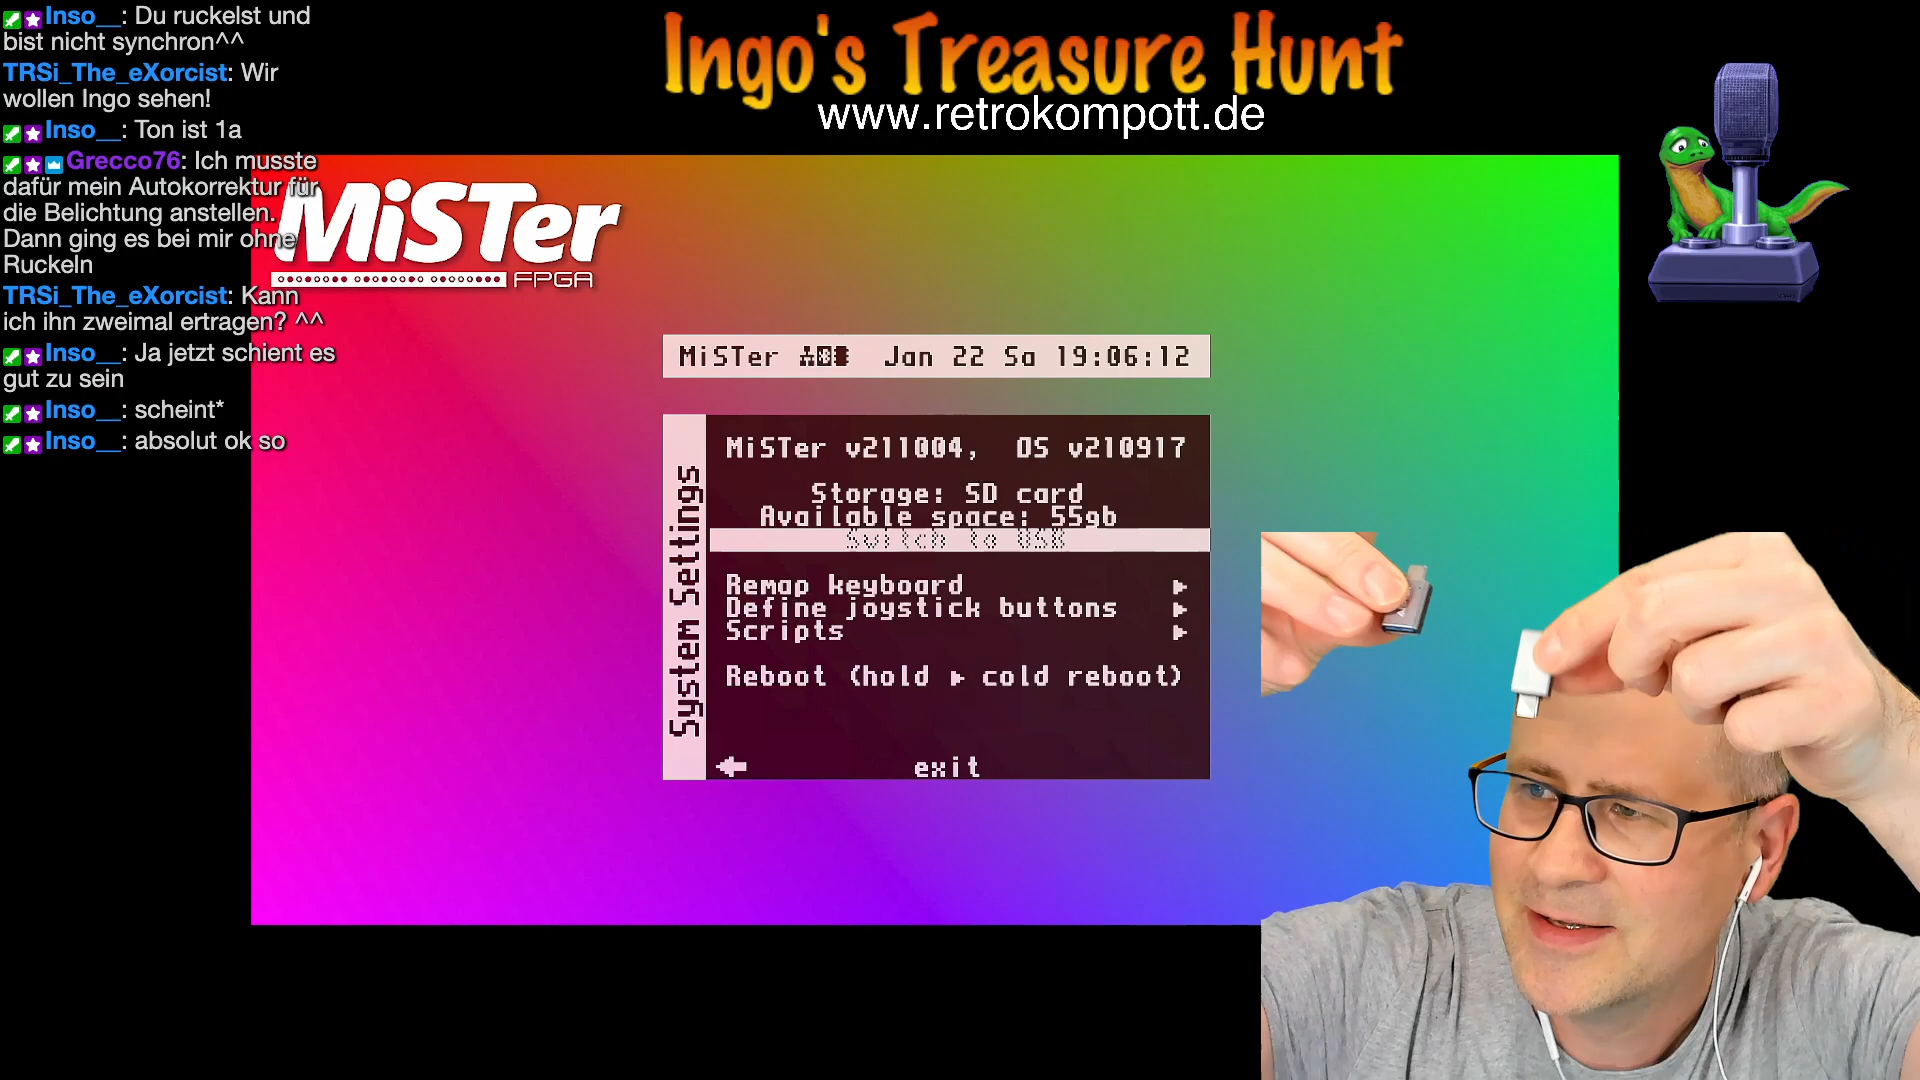 Inso__: Du ruckelst und
bist nicht synchron^^
TRSi_The_eXorcist: Wir
wollen Ingo sehen!
Inso__: Ton ist 1a
Grecco76: Ich musste
dafür mein Autokorrektur für
die Belichtung anstellen.
Dann ging es bei mir ohne
Ruckeln
TRSi_The_eXorcist: Kann
ich ihn zweimal ertragen? ^^
Inso__: Ja jetzt schient es
gut zu sein
Inso__: scheint*
Inso__: absolut ok so
Ingo's Treasure Hunt
www.retrokompott.de
MiSTer
FPGA
MiSTer Jan 22 Sa 19:06:12
System Settings
MiSTer v211004, OS v210917
Storage: SD card
Available space: 55gb
Switch to USB
Remap keyboard
Define joystick buttons
Scripts
Reboot (hold ▶ cold reboot)
exit